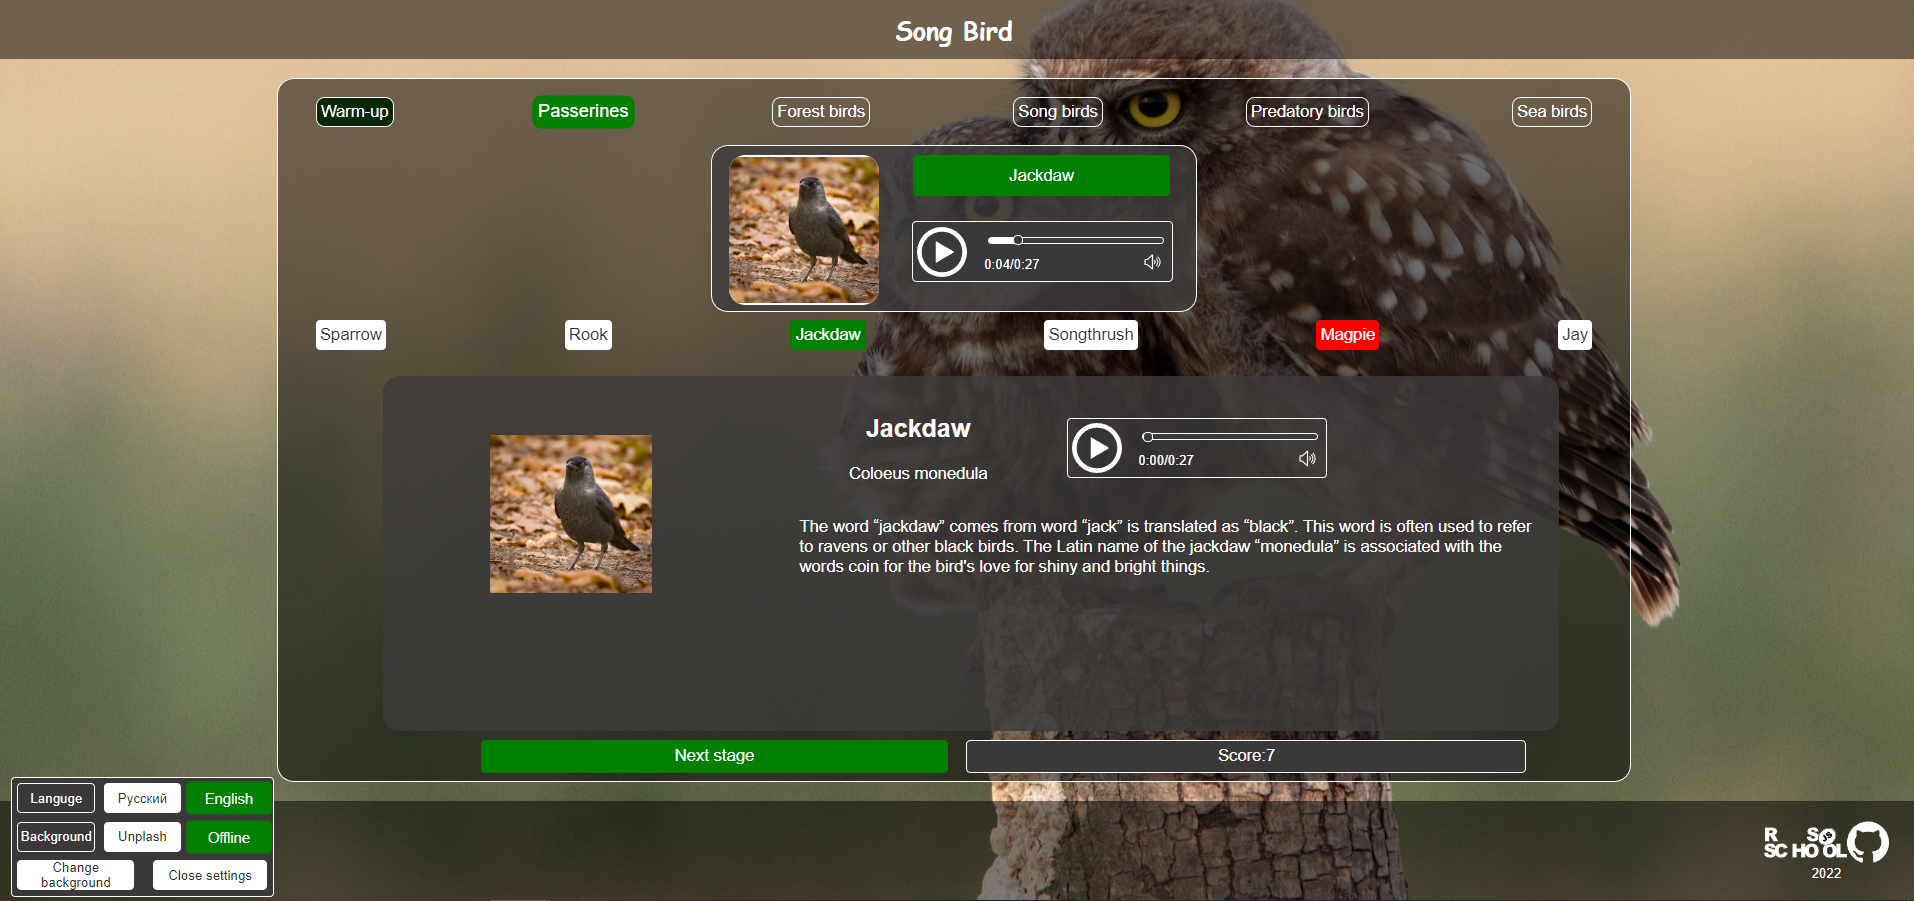 Song Bird
Warm-up
Passerines
Forest birds
Song birds
Predatory birds
Sea birds
Jackdaw
0:04/0:27
Sparrow
Rook
Jackdaw
Songthrush
Magpie
Jay
Jackdaw
0:00/0:27
Coloeus monedula
The word “jackdaw” comes from word “jack” is translated as “black”. This word is often used to refer
to ravens or other black birds. The Latin name of the jackdaw “monedula” is associated with the
words coin for the bird's love for shiny and bright things.
Next stage
Score:7
Languge
Русский
English
Background
Unplash
Offline
Change
background
Close settings
R S
SCHOOL
JS
2022